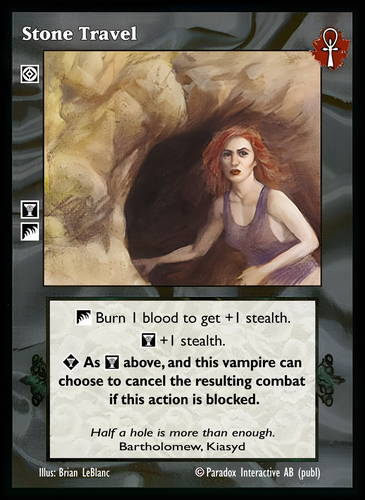 Stone Travel
Burn 1 blood to get +1 stealth.
+1 stealth.
As above, and this vampire can
choose to cancel the resulting combat
if this action is blocked.
Half a hole is more than enough.
Bartholomew, Kiasyd
Illus: Brian LeBlanc © Paradox Interactive AB (publ)